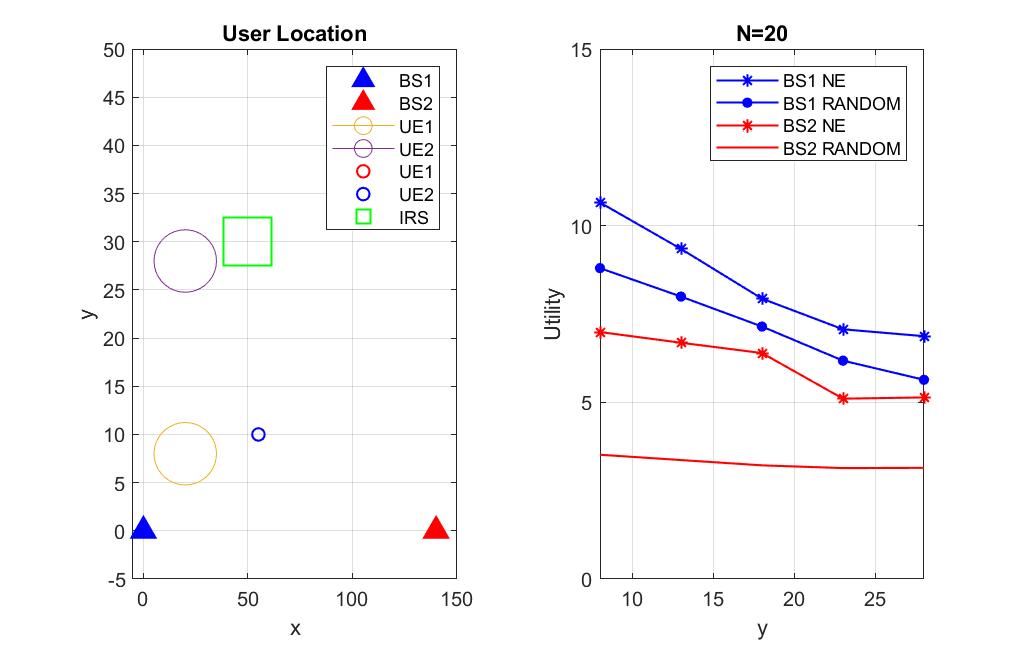 User Location
50
45
40
35
30
25
20
15
10
5
0
-5
y
0 50 100 150
x
BS1
BS2
UE1
UE2
UE1
UE2
IRS
N=20
15
10
5
0
Utility
10 15 20 25
y
BS1 NE
BS1 RANDOM
BS2 NE
BS2 RANDOM